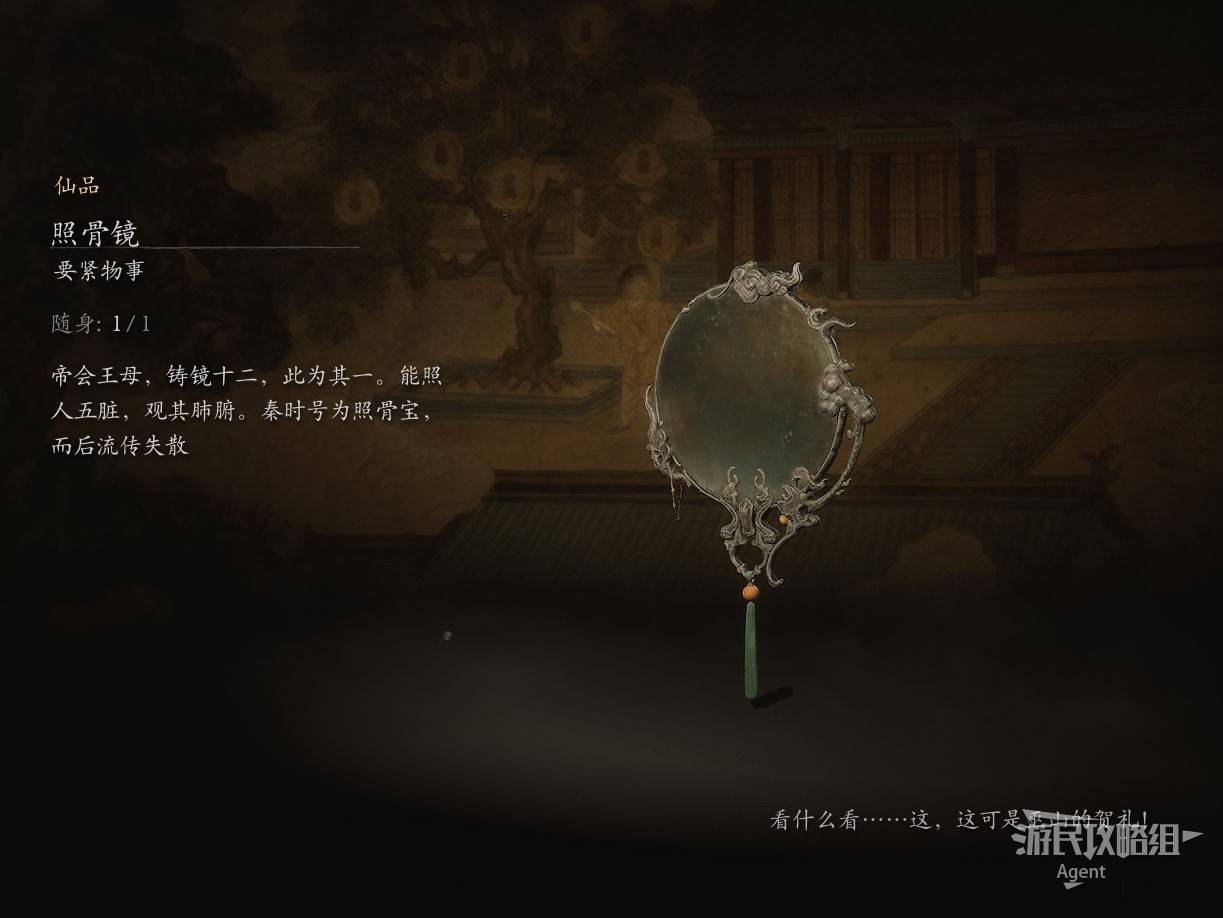 仙品
照骨镜
要紧物事
随身: 1/1
帝会王母，铸镜十二，此为其一。能照
人五脏，观其肺腑。秦时号为照骨宝，
而后流传失散
看什么看……这，这可是巫山的贺礼！
游民攻略组
Agent